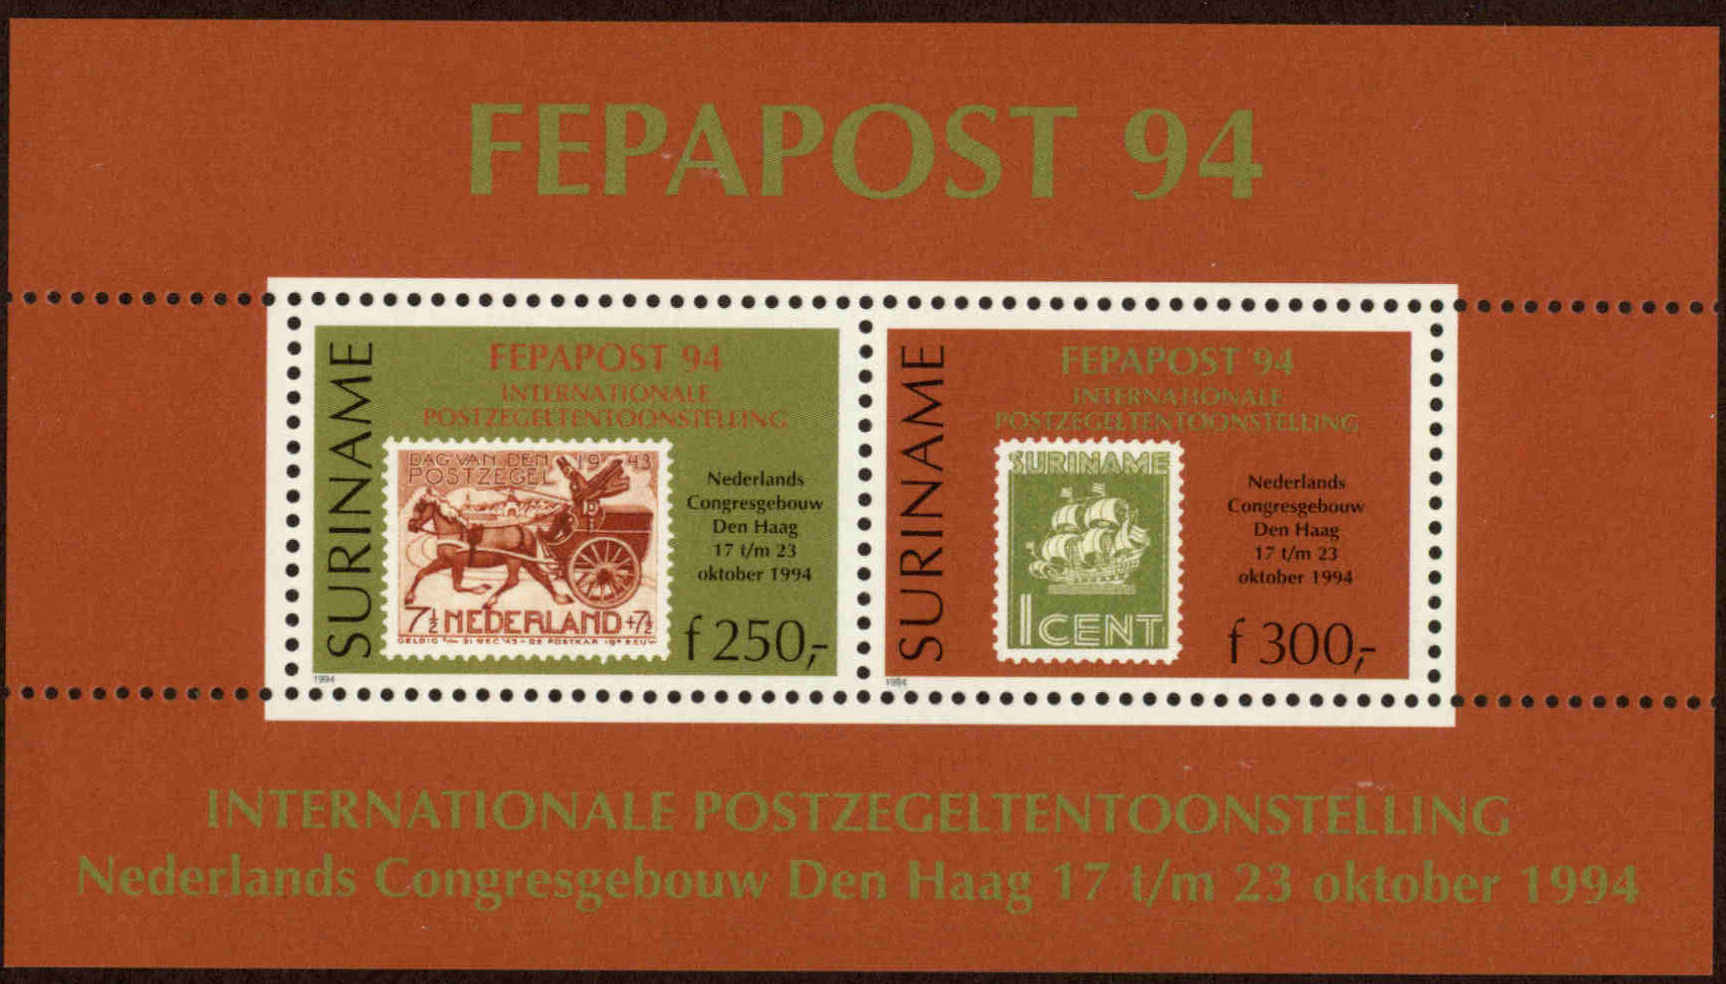 FEPAPOST 94
SURINAME
FEPAPOST 94
INTERNATIONALE
POSTZEGELTENTOONSTELLING
DAG VAN DEN 1943
POSTZEGEL
7½ NEDERLAND +7½
Nederlands
Congresgebouw
Den Haag
17 t/m 23
oktober 1994
f 250,-
1994
SURINAME
FEPAPOST '94
INTERNATIONALE
POSTZEGELTENTOONSTELLING
SURINAME
1 CENT
Nederlands
Congresgebouw
Den Haag
17 t/m 23
oktober 1994
f 300,-
1994
INTERNATIONALE POSTZEGELTENTOONSTELLING
Nederlands Congresgebouw Den Haag 17 t/m 23 oktober 1994